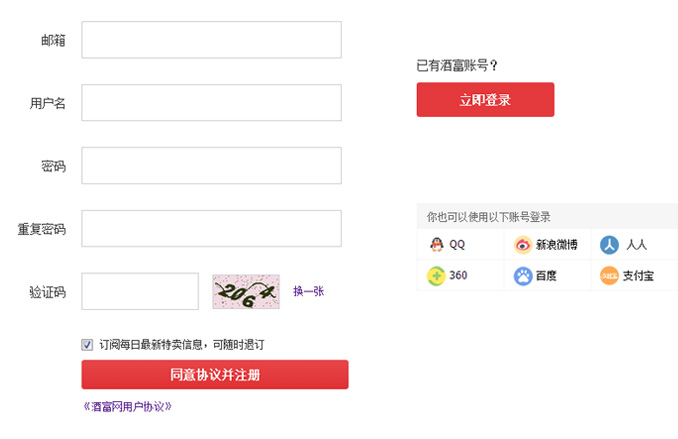 邮箱
用户名
密码
重复密码
验证码
2064
换一张
订阅每日最新特卖信息，可随时退订
同意协议并注册
《酒富网用户协议》
已有酒富账号？
立即登录
你也可以使用以下账号登录
QQ 新浪微博 人人
360 百度 支付宝